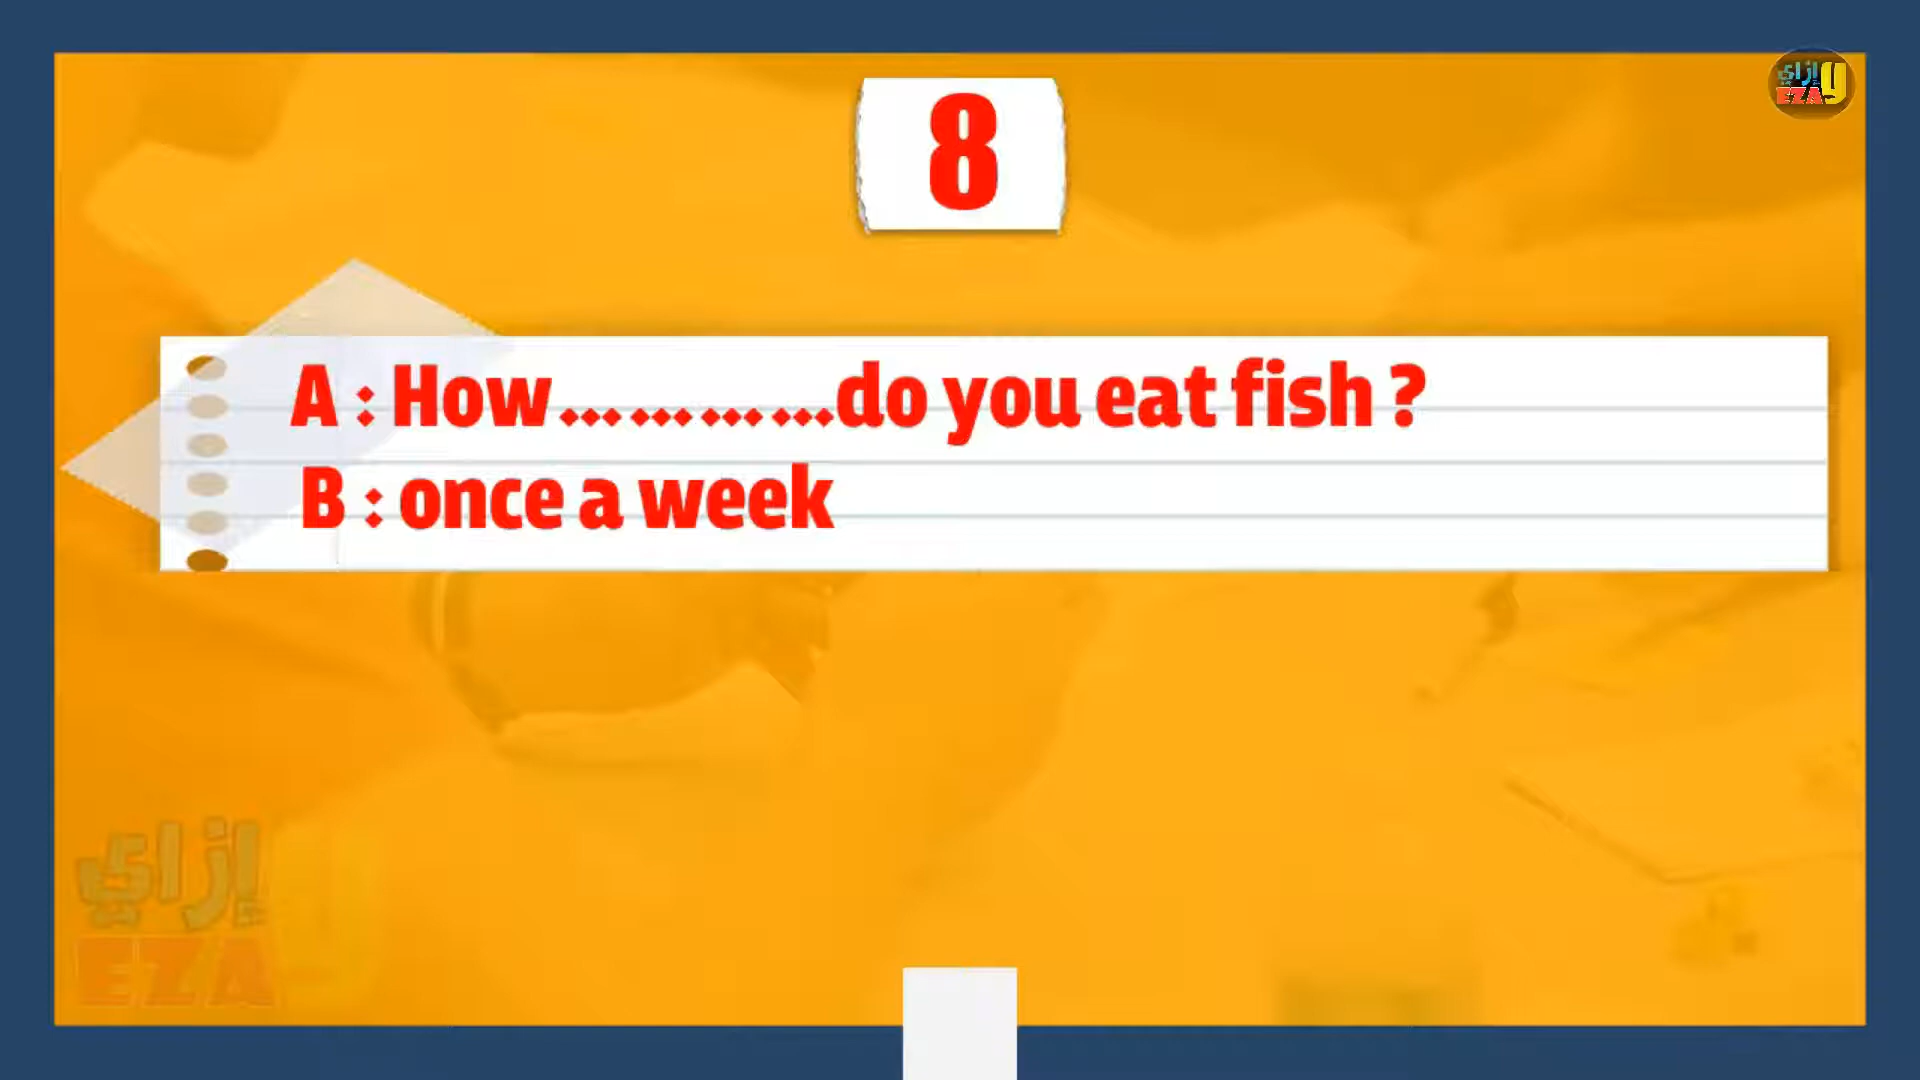 إزاي y
EZA
8
A : How............do you eat fish ?
B : once a week
إزاي y
EZA